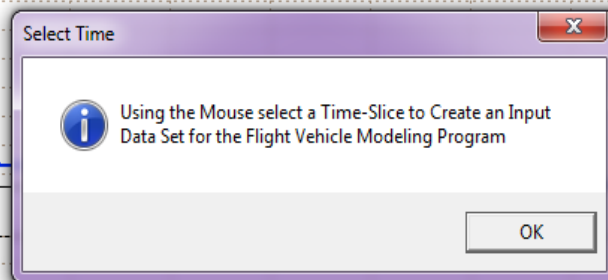 Select Time
Using the Mouse select a Time-Slice to Create an Input
Data Set for the Flight Vehicle Modeling Program
OK